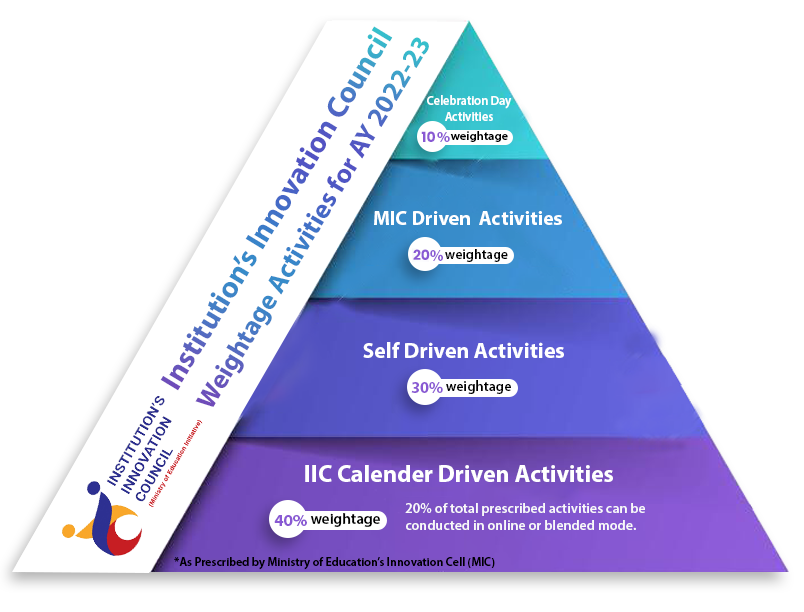 Institution's Innovation Council
Weightage Activities for AY 2022-23
Celebration Day
Activities
10% weightage
MIC Driven Activities
20% weightage
Self Driven Activities
30% weightage
IIC Calender Driven Activities
40% weightage
20% of total prescribed activities can be
conducted in online or blended mode.
INSTITUTION'S
INNOVATION
COUNCIL
(Ministry of Education Initiative)
*As Prescribed by Ministry of Education's Innovation Cell (MIC)